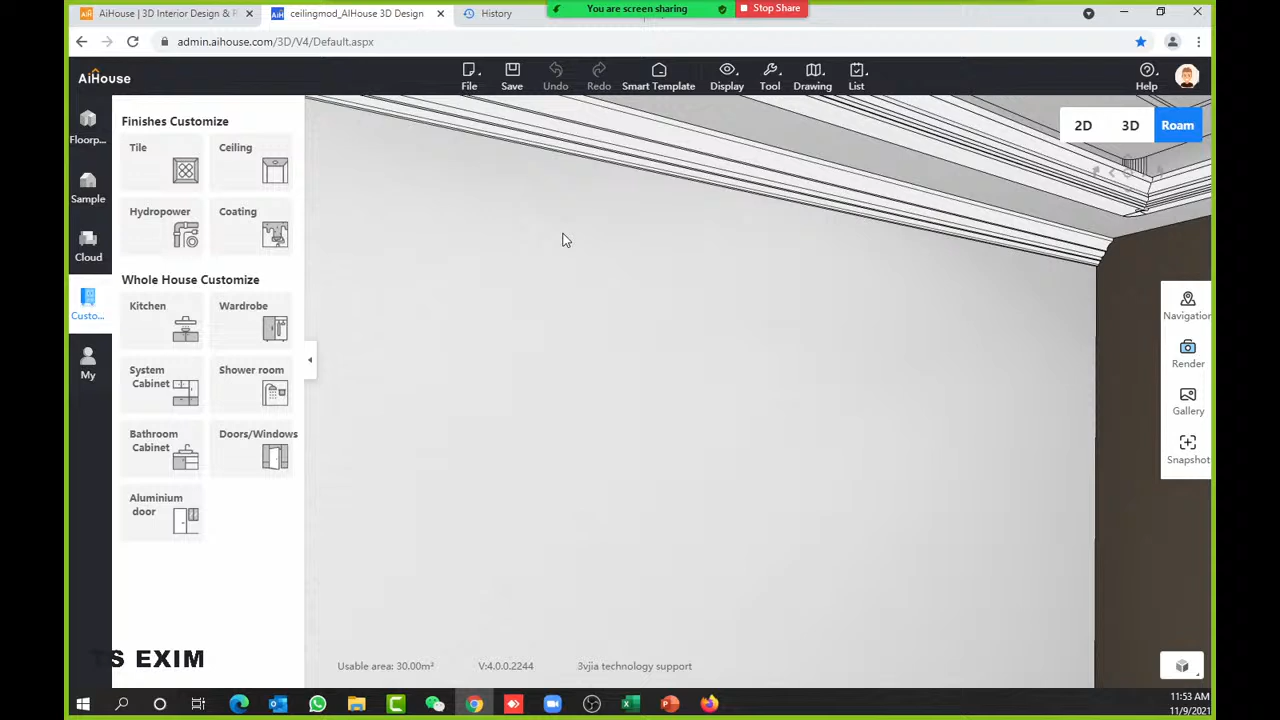 You are screen sharing
Stop Share
AiHouse | 3D Interior Design &
ceilingmod_AIHouse 3D Design
History
admin.aihouse.com/3D/V4/Default.aspx
AiHouse
File
Save
Undo
Redo
Smart Template
Display
Tool
Drawing
List
Help
2D
3D
Roam
Floorp...
Sample
Cloud
Custo...
My
Finishes Customize
Tile
Ceiling
Hydropower
Coating
Whole House Customize
Kitchen
Wardrobe
System
Cabinet
Shower room
Bathroom
Cabinet
Doors/Windows
Aluminium
door
Navigation
Render
Gallery
Snapshot
TS EXIM
Usable area: 30.00m²
V:4.0.0.2244
3vjia technology support
11:53 AM
11/9/2021